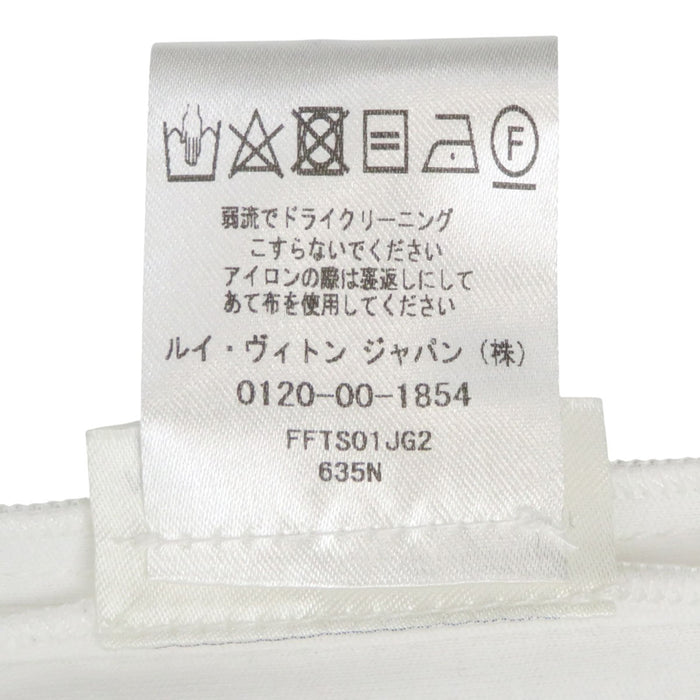 F
弱流でドライクリーニング
こすらないでください
アイロンの際は裏返しにして
あて布を使用してください
ルイ・ヴィトン ジャパン (株)
0120-00-1854
FFTS01JG2
635N